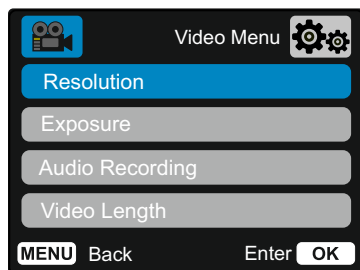 Video Menu
Resolution
Exposure
Audio Recording
Video Length
MENU Back Enter OK